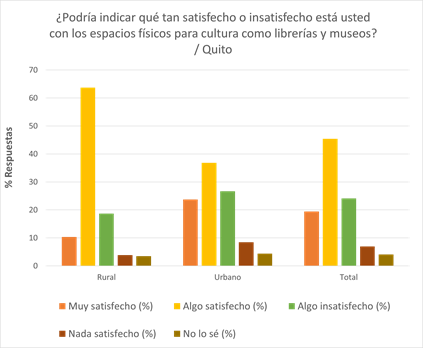 ¿Podría indicar qué tan satisfecho o insatisfecho está usted
con los espacios físicos para cultura como librerías y museos?
/ Quito
% Respuestas
70
60
50
40
30
20
10
0
Rural Urbano Total
Muy satisfecho (%) Algo satisfecho (%) Algo insatisfecho (%)
Nada satisfecho (%) No lo sé (%)